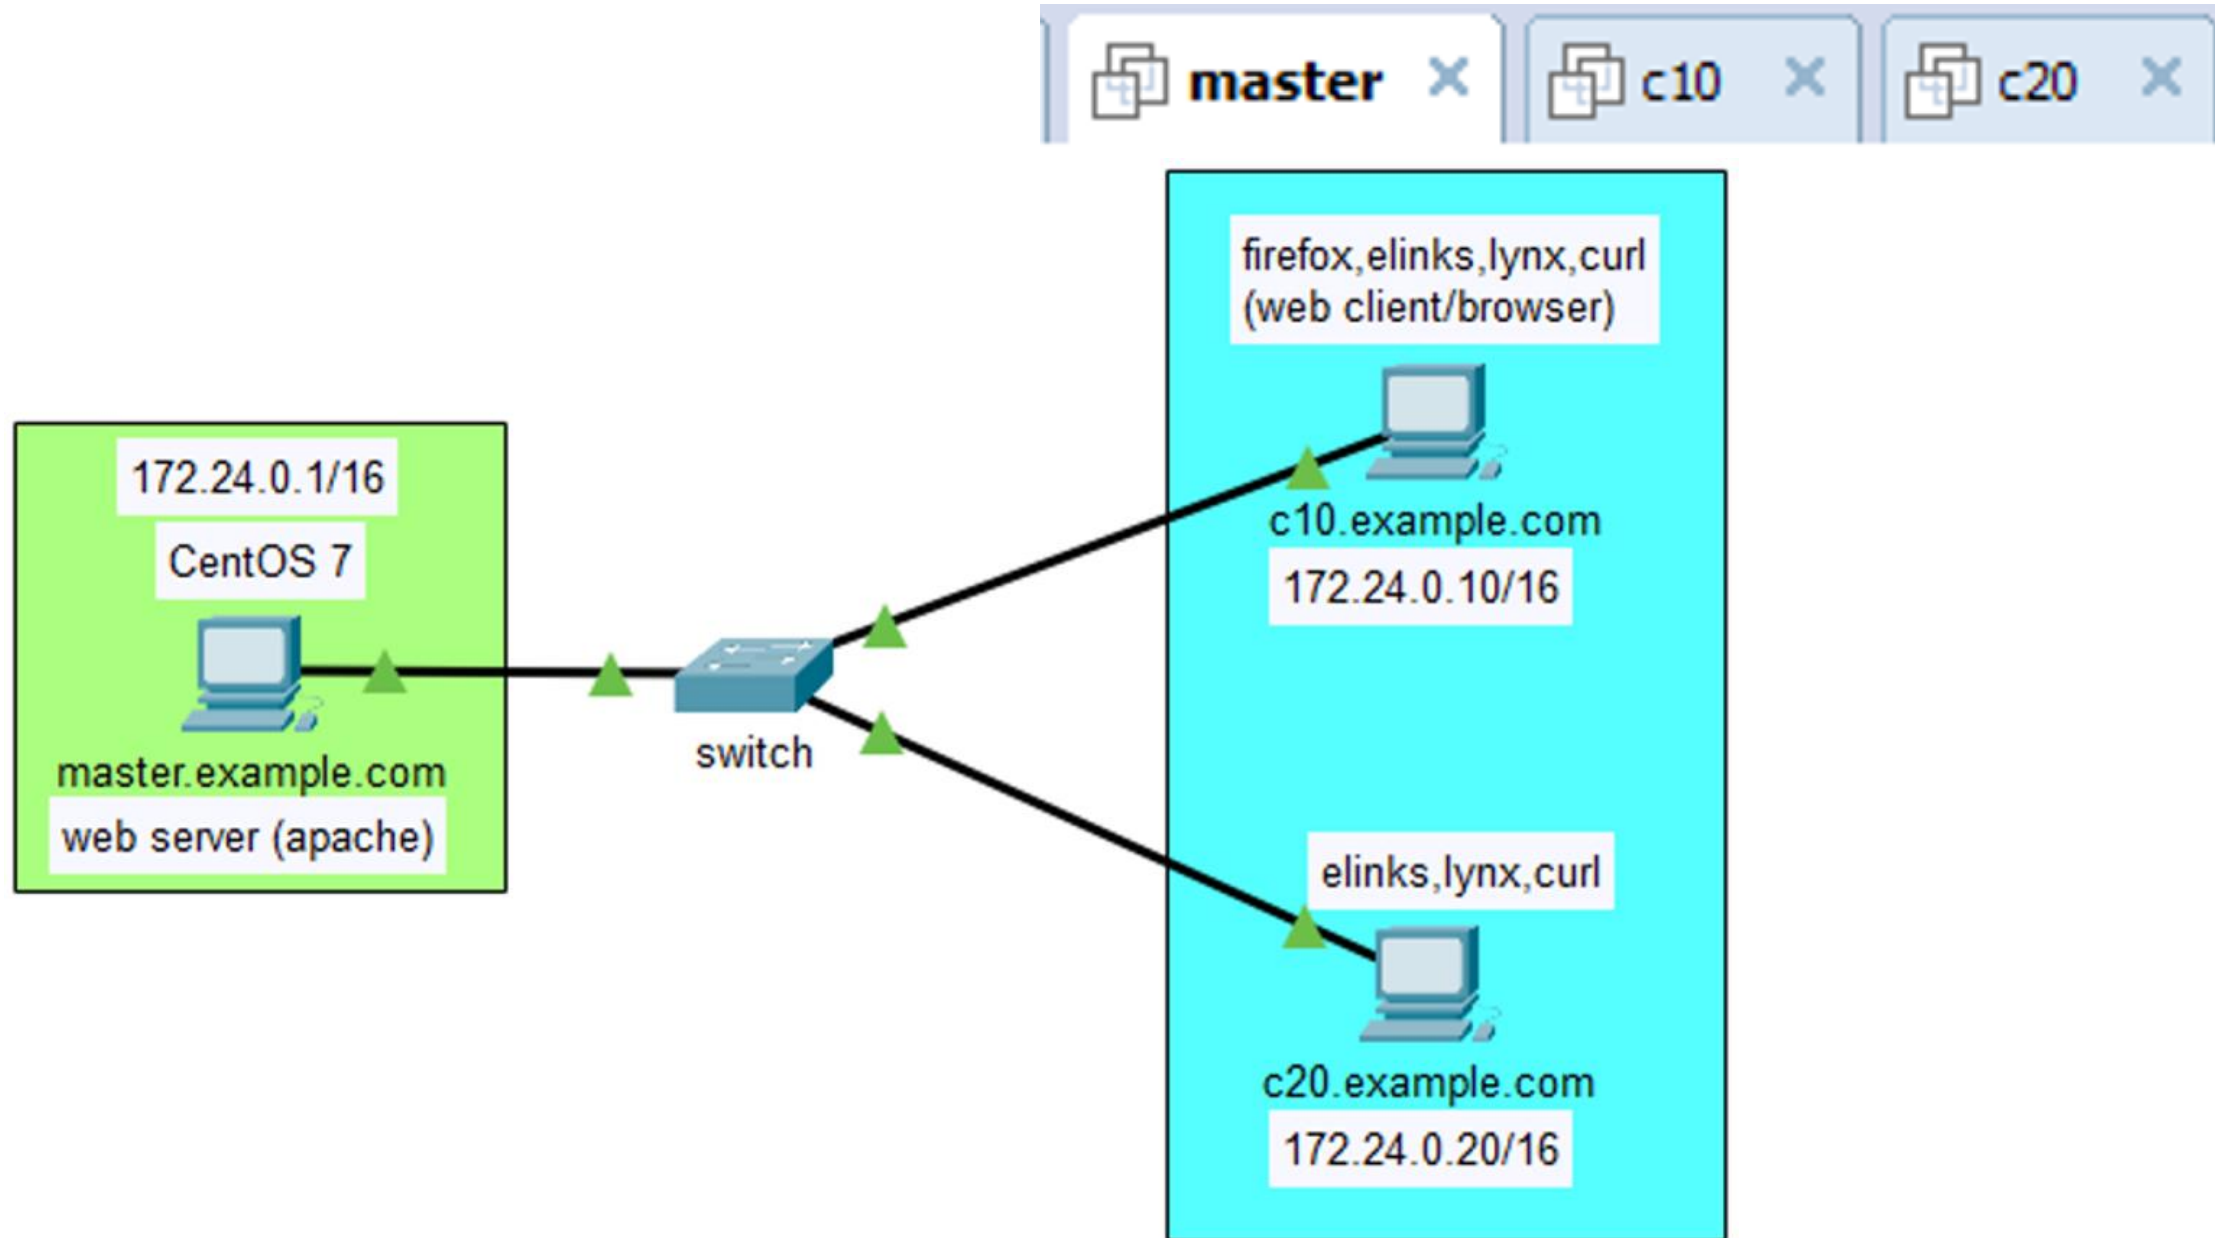 master
c10
c20
firefox,elinks,lynx,curl
(web client/browser)
c10.example.com
172.24.0.10/16
172.24.0.1/16
CentOS 7
master.example.com
web server (apache)
switch
elinks,lynx,curl
c20.example.com
172.24.0.20/16